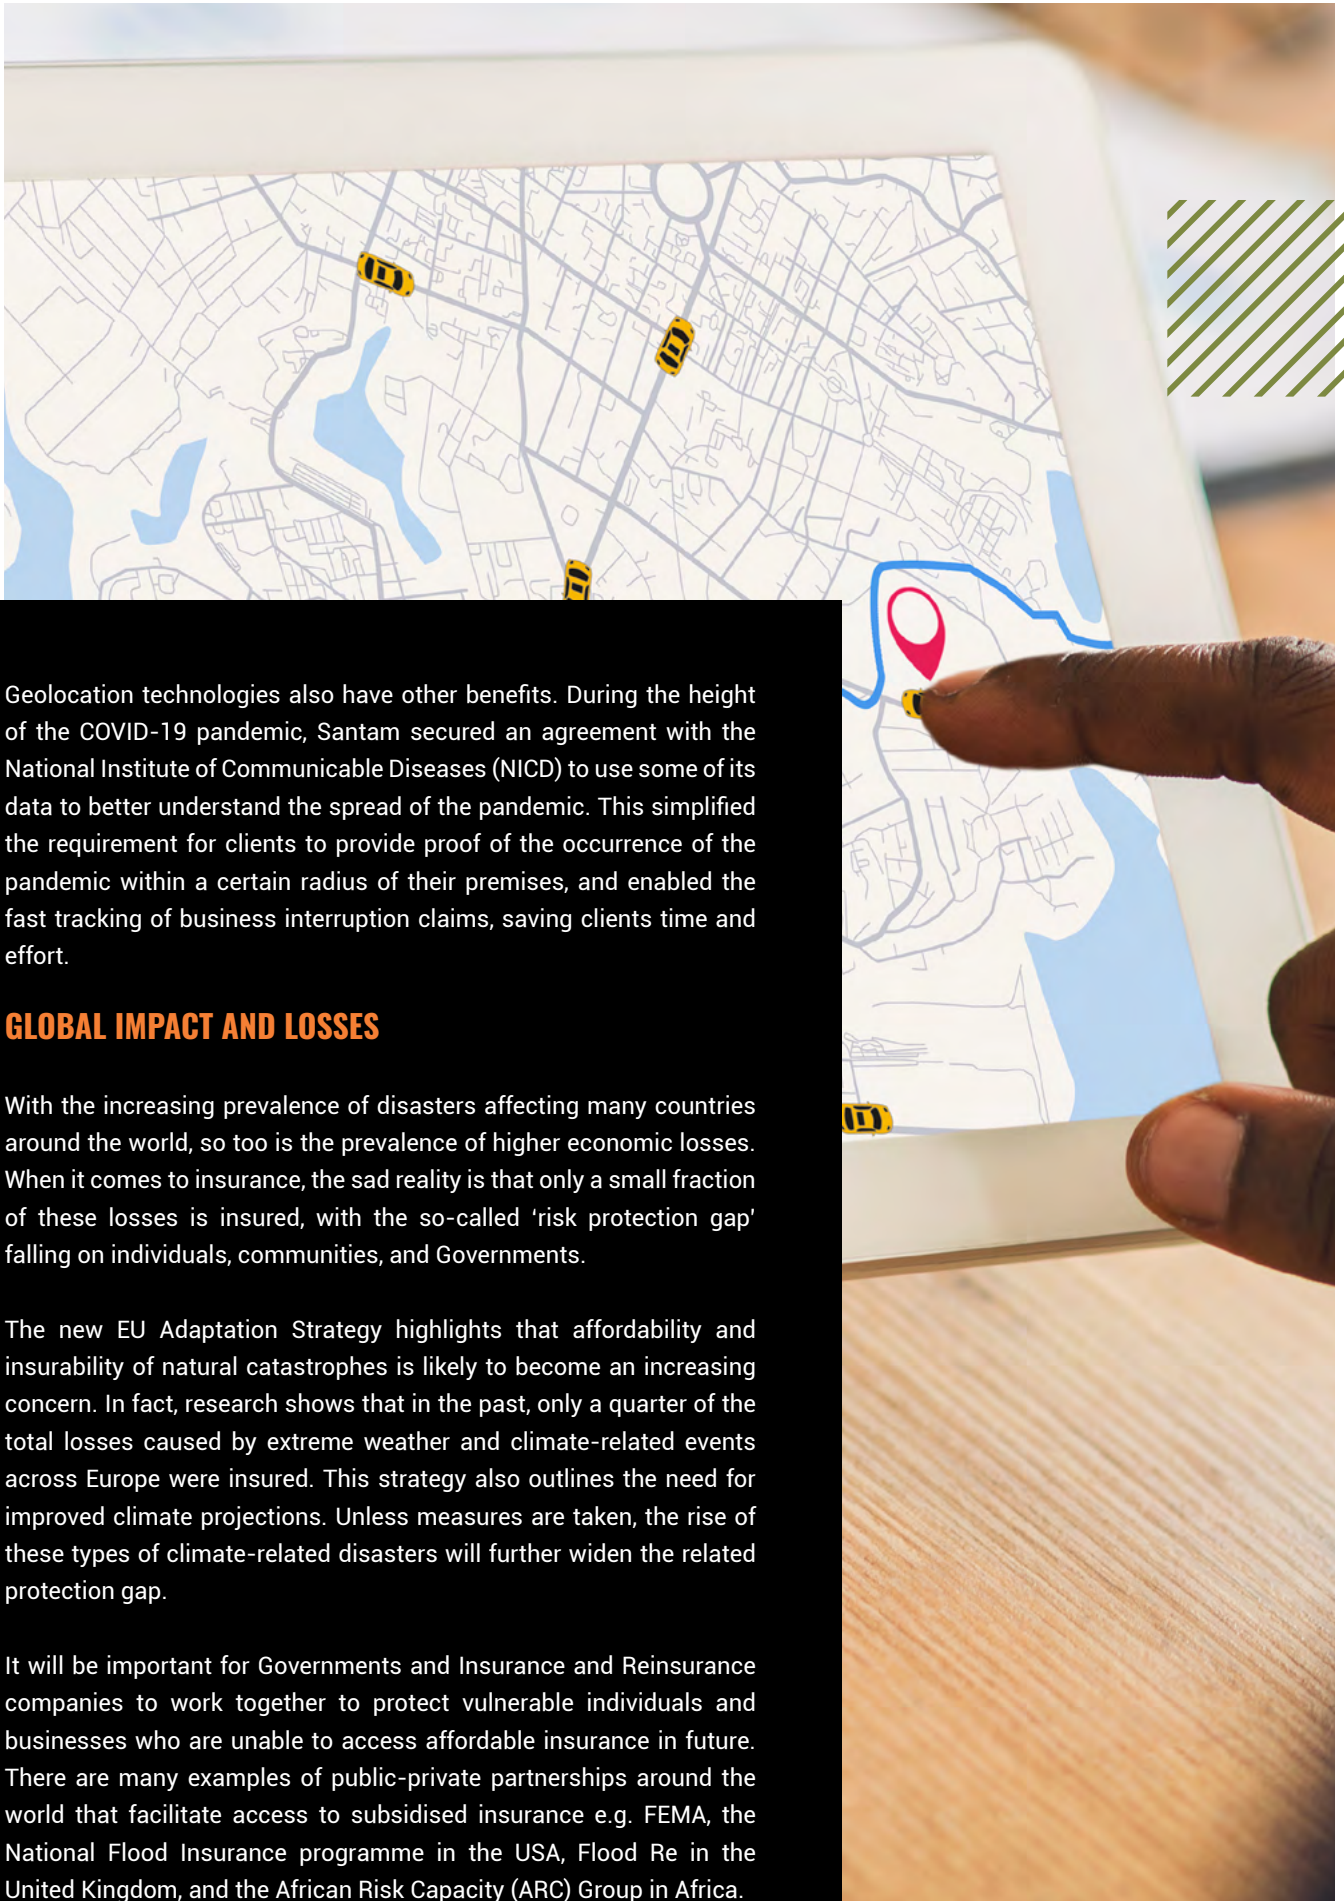 Geolocation technologies also have other benefits. During the height
of the COVID-19 pandemic, Santam secured an agreement with the
National Institute of Communicable Diseases (NICD) to use some of its
data to better understand the spread of the pandemic. This simplified
the requirement for clients to provide proof of the occurrence of the
pandemic within a certain radius of their premises, and enabled the
fast tracking of business interruption claims, saving clients time and
effort.
GLOBAL IMPACT AND LOSSES
With the increasing prevalence of disasters affecting many countries
around the world, so too is the prevalence of higher economic losses.
When it comes to insurance, the sad reality is that only a small fraction
of these losses is insured, with the so-called ‘risk protection gap’
falling on individuals, communities, and Governments.
The new EU Adaptation Strategy highlights that affordability and
insurability of natural catastrophes is likely to become an increasing
concern. In fact, research shows that in the past, only a quarter of the
total losses caused by extreme weather and climate-related events
across Europe were insured. This strategy also outlines the need for
improved climate projections. Unless measures are taken, the rise of
these types of climate-related disasters will further widen the related
protection gap.
It will be important for Governments and Insurance and Reinsurance
companies to work together to protect vulnerable individuals and
businesses who are unable to access affordable insurance in future.
There are many examples of public-private partnerships around the
world that facilitate access to subsidised insurance e.g. FEMA, the
National Flood Insurance programme in the USA, Flood Re in the
United Kingdom, and the African Risk Capacity (ARC) Group in Africa.